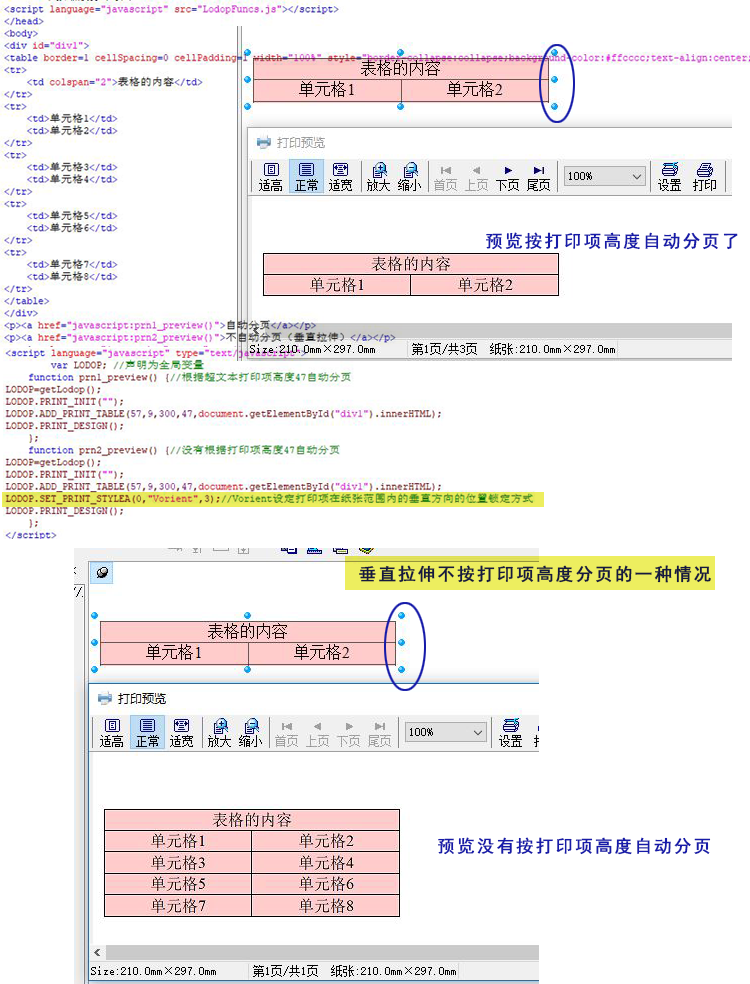 <script language="javascript" src="LodopFuncs.js"></script>
</head>
<body>
<div id="div1">
<table border=1 cellSpacing=0 cellPadding=1 width="100%" style="border-collapse:collapse;background-color:#ffcccc;text-align:center;
<tr>
<td colspan="2">表格的内容</td>
</tr>
<tr>
<td>单元格1</td>
<td>单元格2</td>
</tr>
<tr>
<td>单元格3</td>
<td>单元格4</td>
</tr>
<tr>
<td>单元格5</td>
<td>单元格6</td>
</tr>
<tr>
<td>单元格7</td>
<td>单元格8</td>
</tr>
</table>
</div>
<p><a href="javascript:prn1_preview()">自动分页</a></p>
<p><a href="javascript:prn2_preview()">不自动分页（垂直拉伸）</a></p>
<script language="javascript" type="text/javascript">
var LODOP; //声明为全局变量
function prn1_preview() {//根据超文本打印项高度47自动分页
LODOP=getLodop();
LODOP.PRINT_INIT("");
LODOP.ADD_PRINT_TABLE(57,9,300,47,document.getElementById("div1").innerHTML);
LODOP.PRINT_DESIGN();
};
function prn2_preview() {//没有根据打印项高度47自动分页
LODOP=getLodop();
LODOP.PRINT_INIT("");
LODOP.ADD_PRINT_TABLE(57,9,300,47,document.getElementById("div1").innerHTML);
LODOP.SET_PRINT_STYLEA(0,"Vorient",3);//Vorient设定打印项在纸张范围内的垂直方向的位置锁定方式
LODOP.PRINT_DESIGN();
};
</script>
表格的内容
单元格1 单元格2
打印预览
适高 正常 适宽 放大 缩小 首页 上页 下页 尾页 100% 设置 打印
预览按打印项高度自动分页了
表格的内容
单元格1 单元格2
Size:210.0mm×297.0mm 第1页/共3页 纸张:210.0mm×297.0mm
垂直拉伸不按打印项高度分页的一种情况
表格的内容
单元格1 单元格2
打印预览
适高 正常 适宽 放大 缩小 首页 上页 下页 尾页 100% 设置
表格的内容
单元格1 单元格2
单元格3 单元格4
单元格5 单元格6
单元格7 单元格8
预览没有按打印项高度自动分页
Size:210.0mm×297.0mm 第1页/共1页 纸张:210.0mm×297.0mm